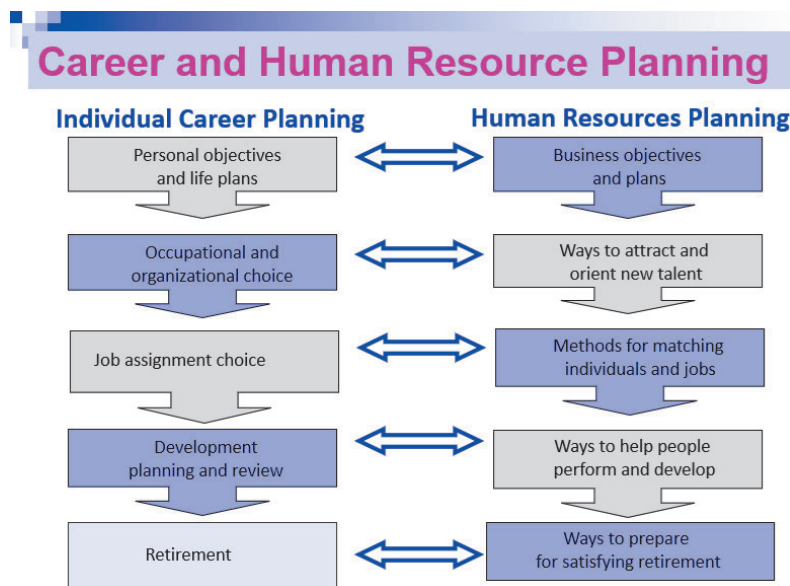 Career and Human Resource Planning
Individual Career Planning
Human Resources Planning
Personal objectives
and life plans
Business objectives
and plans
Occupational and
organizational choice
Ways to attract and
orient new talent
Job assignment choice
Methods for matching
individuals and jobs
Development
planning and review
Ways to help people
perform and develop
Retirement
Ways to prepare
for satisfying retirement